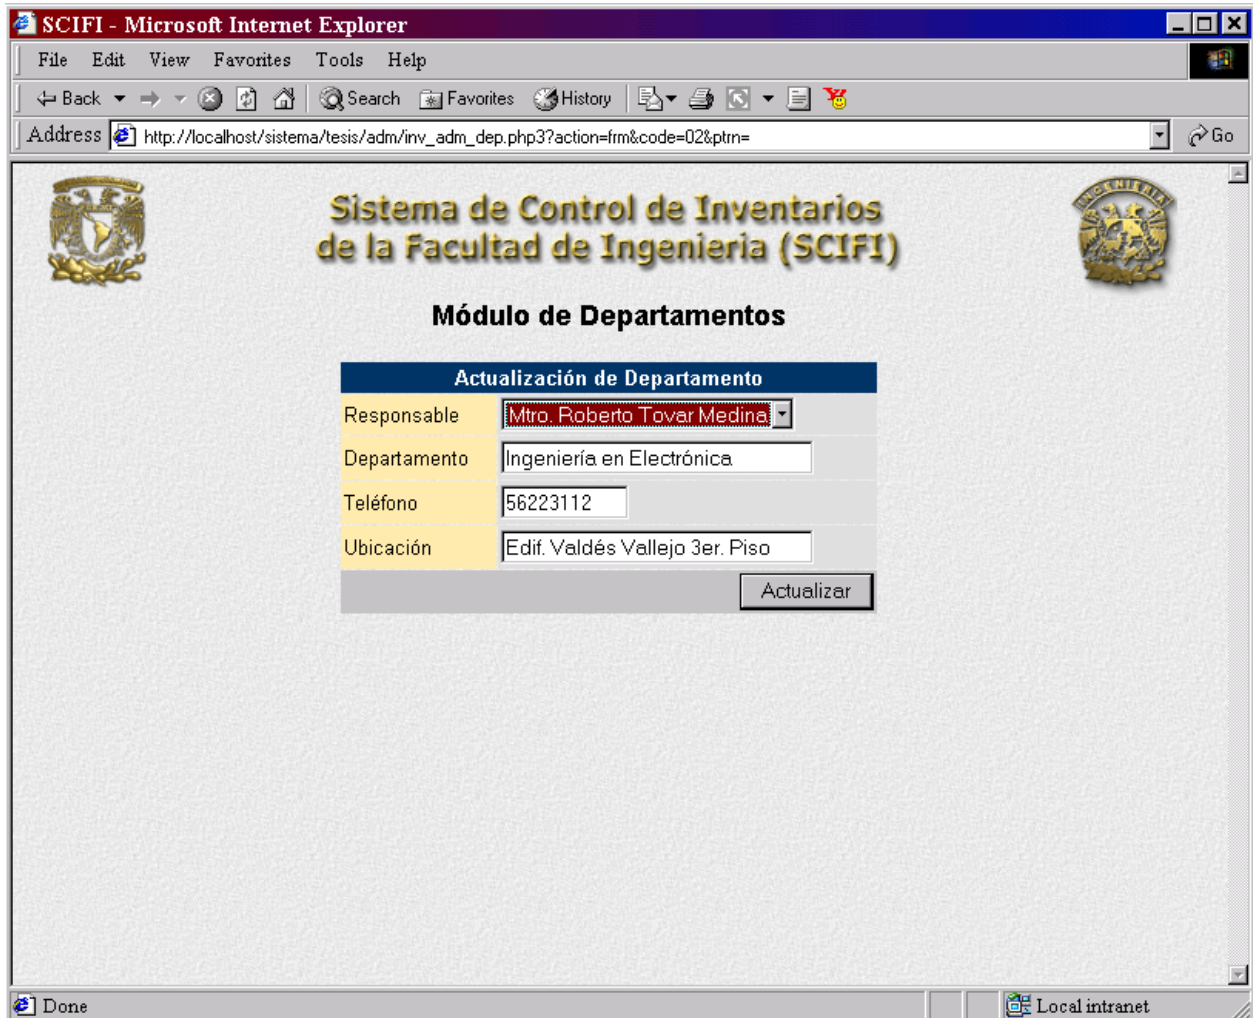 SCIFI - Microsoft Internet Explorer
File Edit View Favorites Tools Help
Back Search Favorites History
Address http://localhost/sistema/tesis/adm/inv_adm_dep.php3?action=frm&code=02&ptrn= Go
Sistema de Control de Inventarios
de la Facultad de Ingenieria (SCIFI)
INGENIERIA
Módulo de Departamentos
Actualización de Departamento
Responsable Mtro. Roberto Tovar Medina
Departamento Ingeniería en Electrónica
Teléfono 56223112
Ubicación Edif. Valdés Vallejo 3er. Piso
Actualizar
Done Local intranet